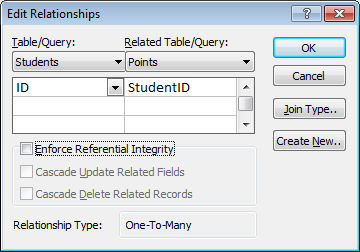 Edit Relationships
Table/Query: Related Table/Query:
Students Points
OK
ID StudentID
Cancel
Join Type..
Create New..
Enforce Referential Integrity
Cascade Update Related Fields
Cascade Delete Related Records
Relationship Type: One-To-Many